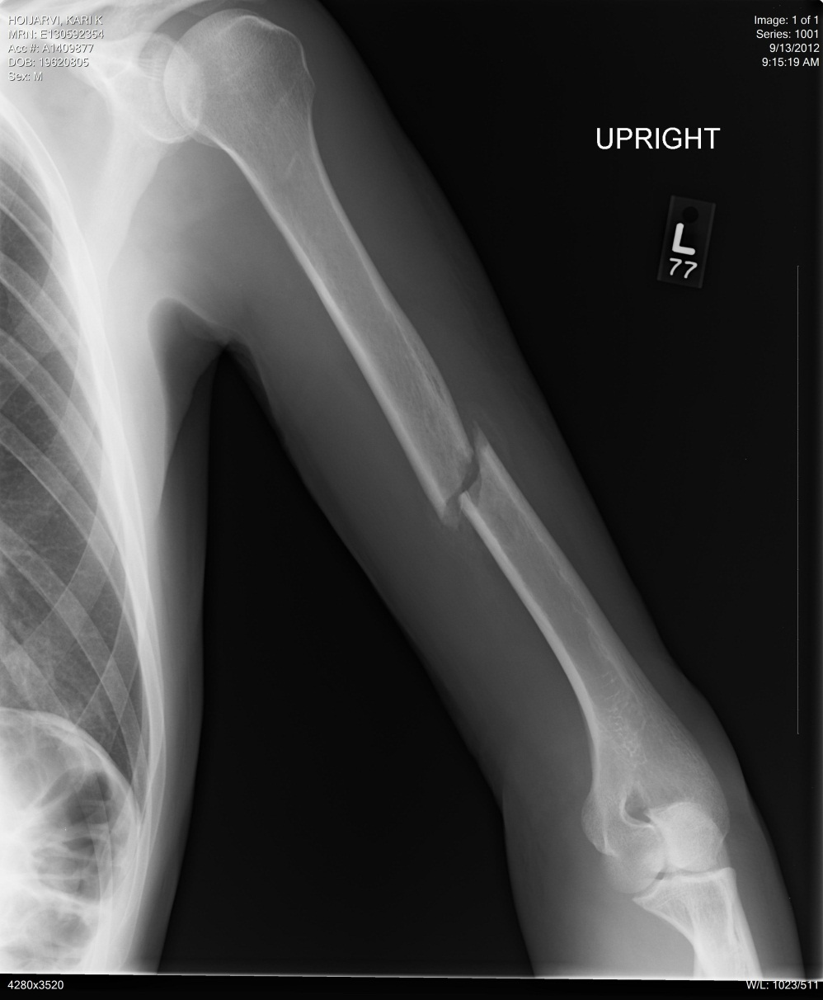 HOIJARVI, KARI K
MRN: E130592354
Acc #: A1409877
DOB: 19620805
Sex: M
Image: 1 of 1
Series: 1001
9/13/2012
9:15:19 AM
UPRIGHT
L
77
4280x3520
W/L: 1023/511